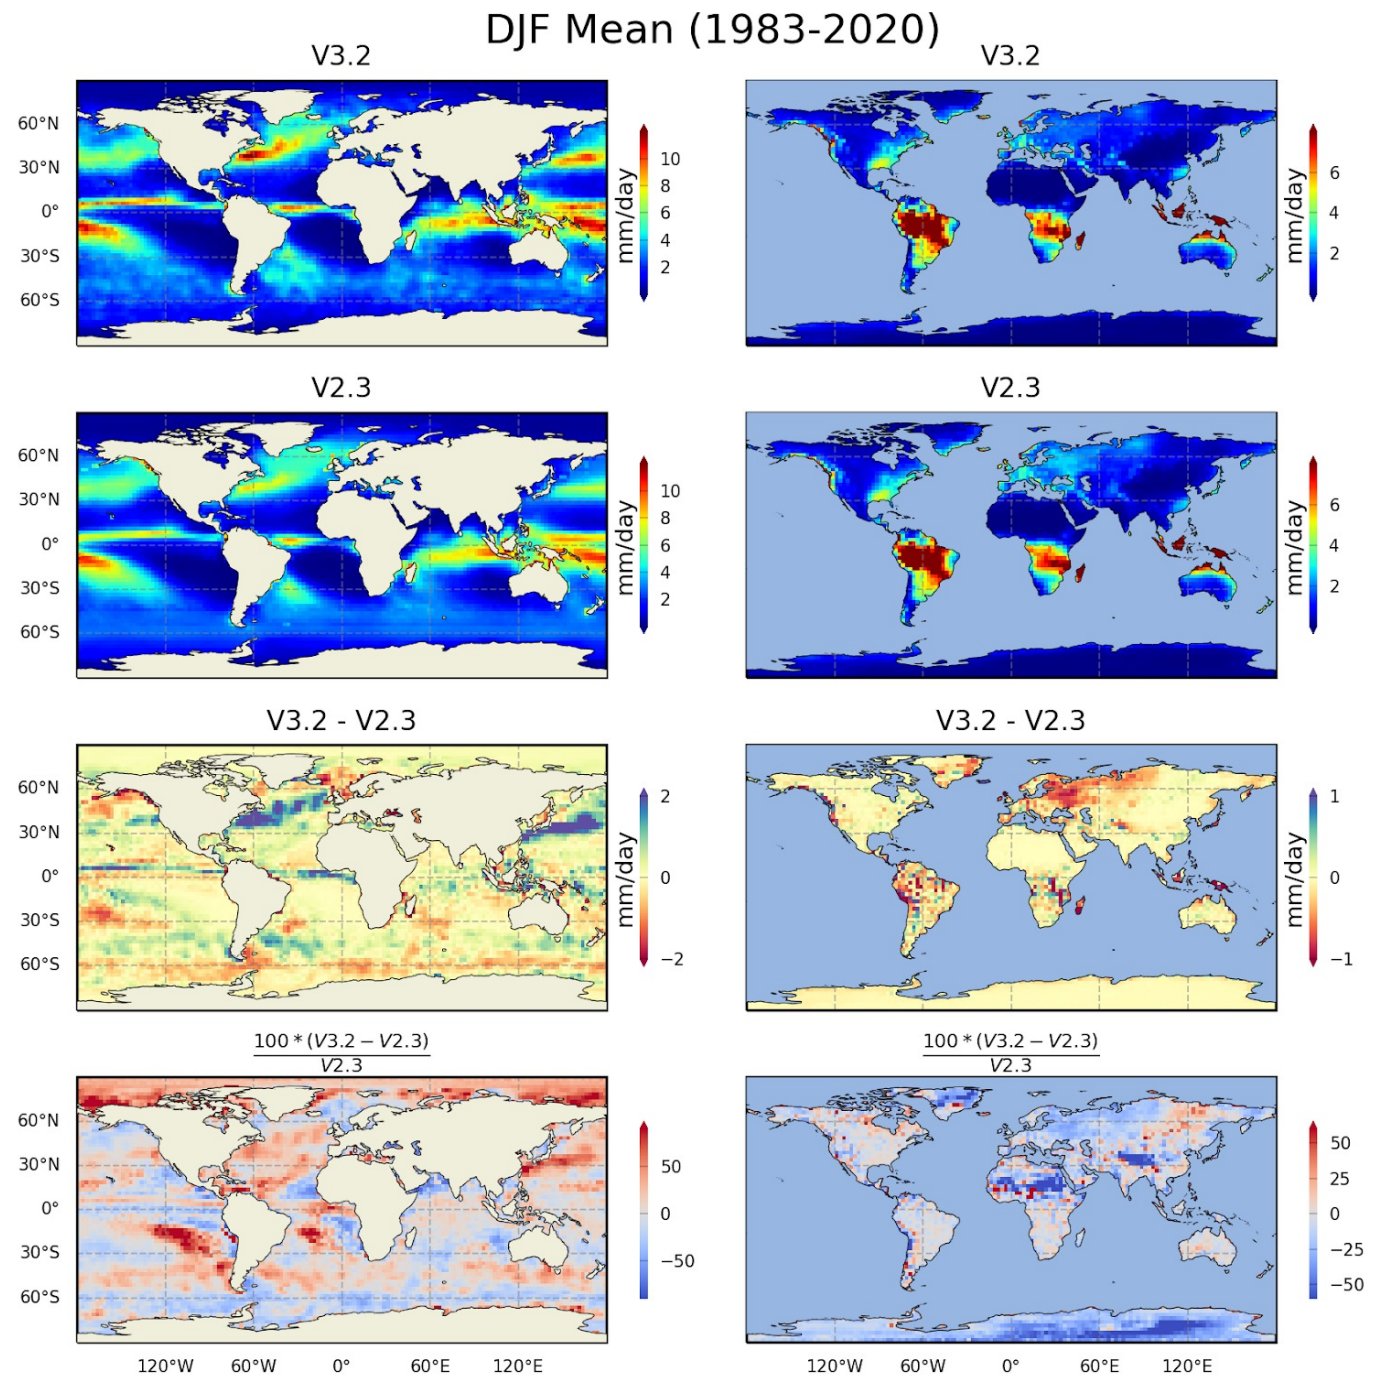 DJF Mean (1983-2020)
V3.2
V3.2
60°N
30°N
0°
30°S
60°S
10
8
6
4
2
mm/day
6
4
2
mm/day
V2.3
V2.3
60°N
30°N
0°
30°S
60°S
10
8
6
4
2
mm/day
6
4
2
mm/day
V3.2 - V2.3
V3.2 - V2.3
60°N
30°N
0°
30°S
60°S
2
0
−2
mm/day
1
0
−1
mm/day
100 * (V3.2 − V2.3)
V2.3
100 * (V3.2 − V2.3)
V2.3
60°N
30°N
0°
30°S
60°S
50
0
−50
50
25
0
−25
−50
120°W 60°W 0° 60°E 120°E
120°W 60°W 0° 60°E 120°E